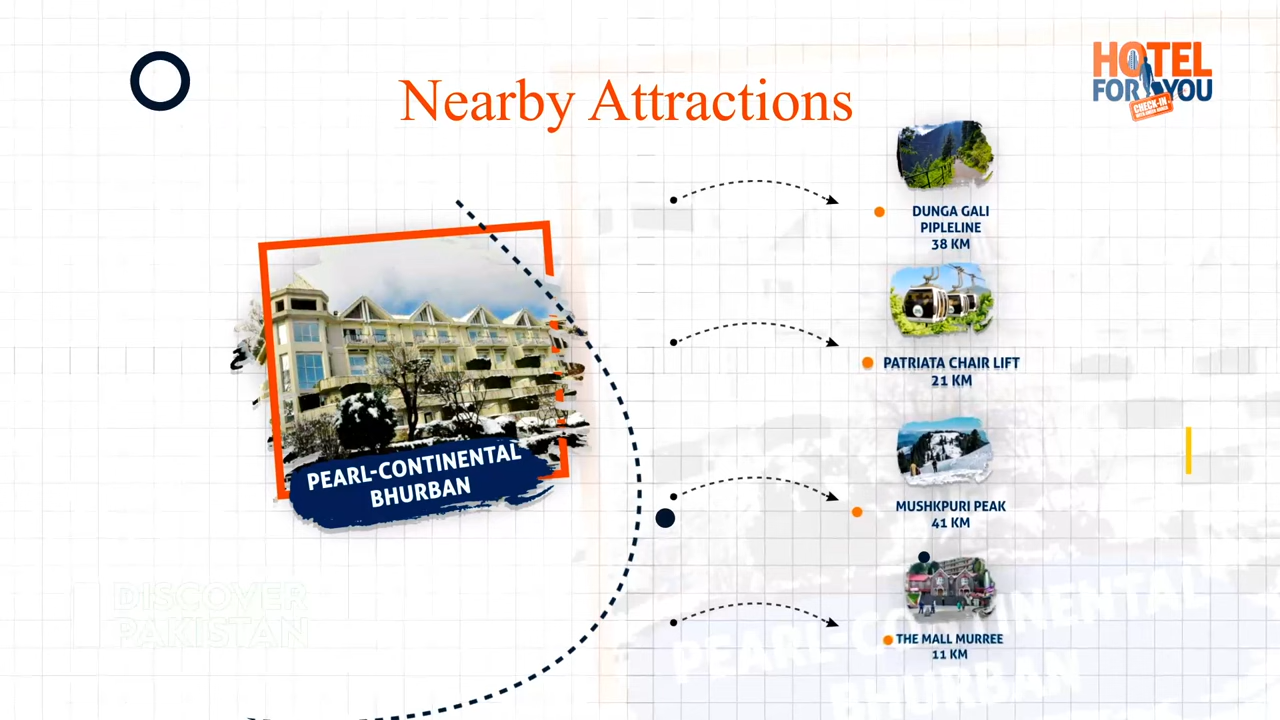 Nearby Attractions
HOTEL
FOR YOU
CHECK-IN
DUNGA GALI
PIPLELINE
38 KM
PATRIATA CHAIR LIFT
21 KM
PEARL-CONTINENTAL
BHURBAN
MUSHKPURI PEAK
41 KM
THE MALL MURREE
11 KM
DISCOVER
PAKISTAN
PEARL-CONTINENTAL
BHURBAN